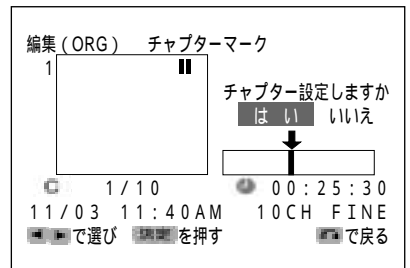 編集(ORG) チャプターマーク
1
チャプター設定しますか
はい いいえ
1/10 00:25:30
11/03 11:40AM 10CH FINE
で選び 決定 を押す で戻る